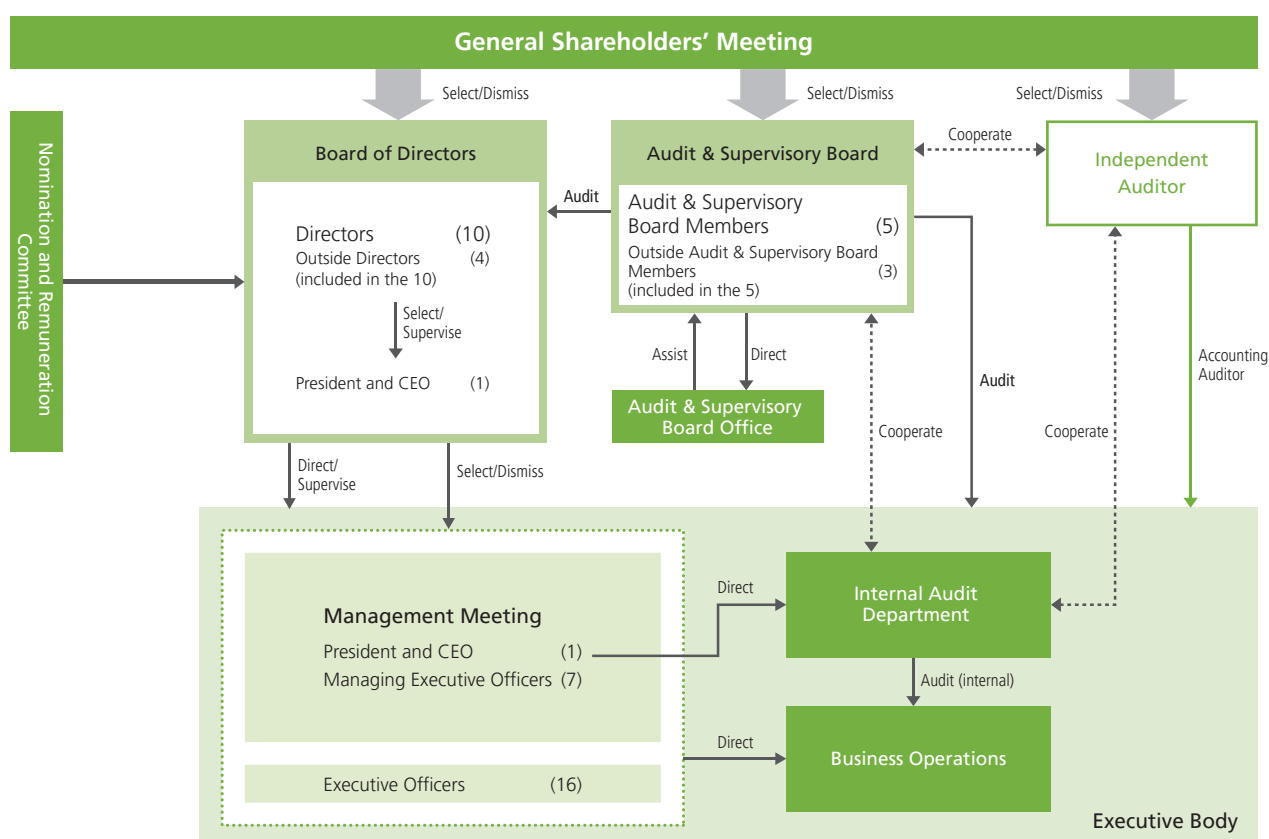 General Shareholders’ Meeting
Select/Dismiss
Select/Dismiss
Select/Dismiss
Nomination and Remuneration
Committee
Board of Directors
Directors (10)
Outside Directors (4)
(included in the 10)
Select/
Supervise
President and CEO (1)
Audit
Audit & Supervisory Board
Audit & Supervisory
Board Members (5)
Outside Audit & Supervisory Board
Members (3)
(included in the 5)
Cooperate
Independent
Auditor
Assist
Direct
Audit & Supervisory
Board Office
Cooperate
Audit
Cooperate
Accounting
Auditor
Direct/
Supervise
Select/Dismiss
Management Meeting
President and CEO (1)
Managing Executive Officers (7)
Executive Officers (16)
Direct
Internal Audit
Department
Audit (internal)
Direct
Business Operations
Executive Body